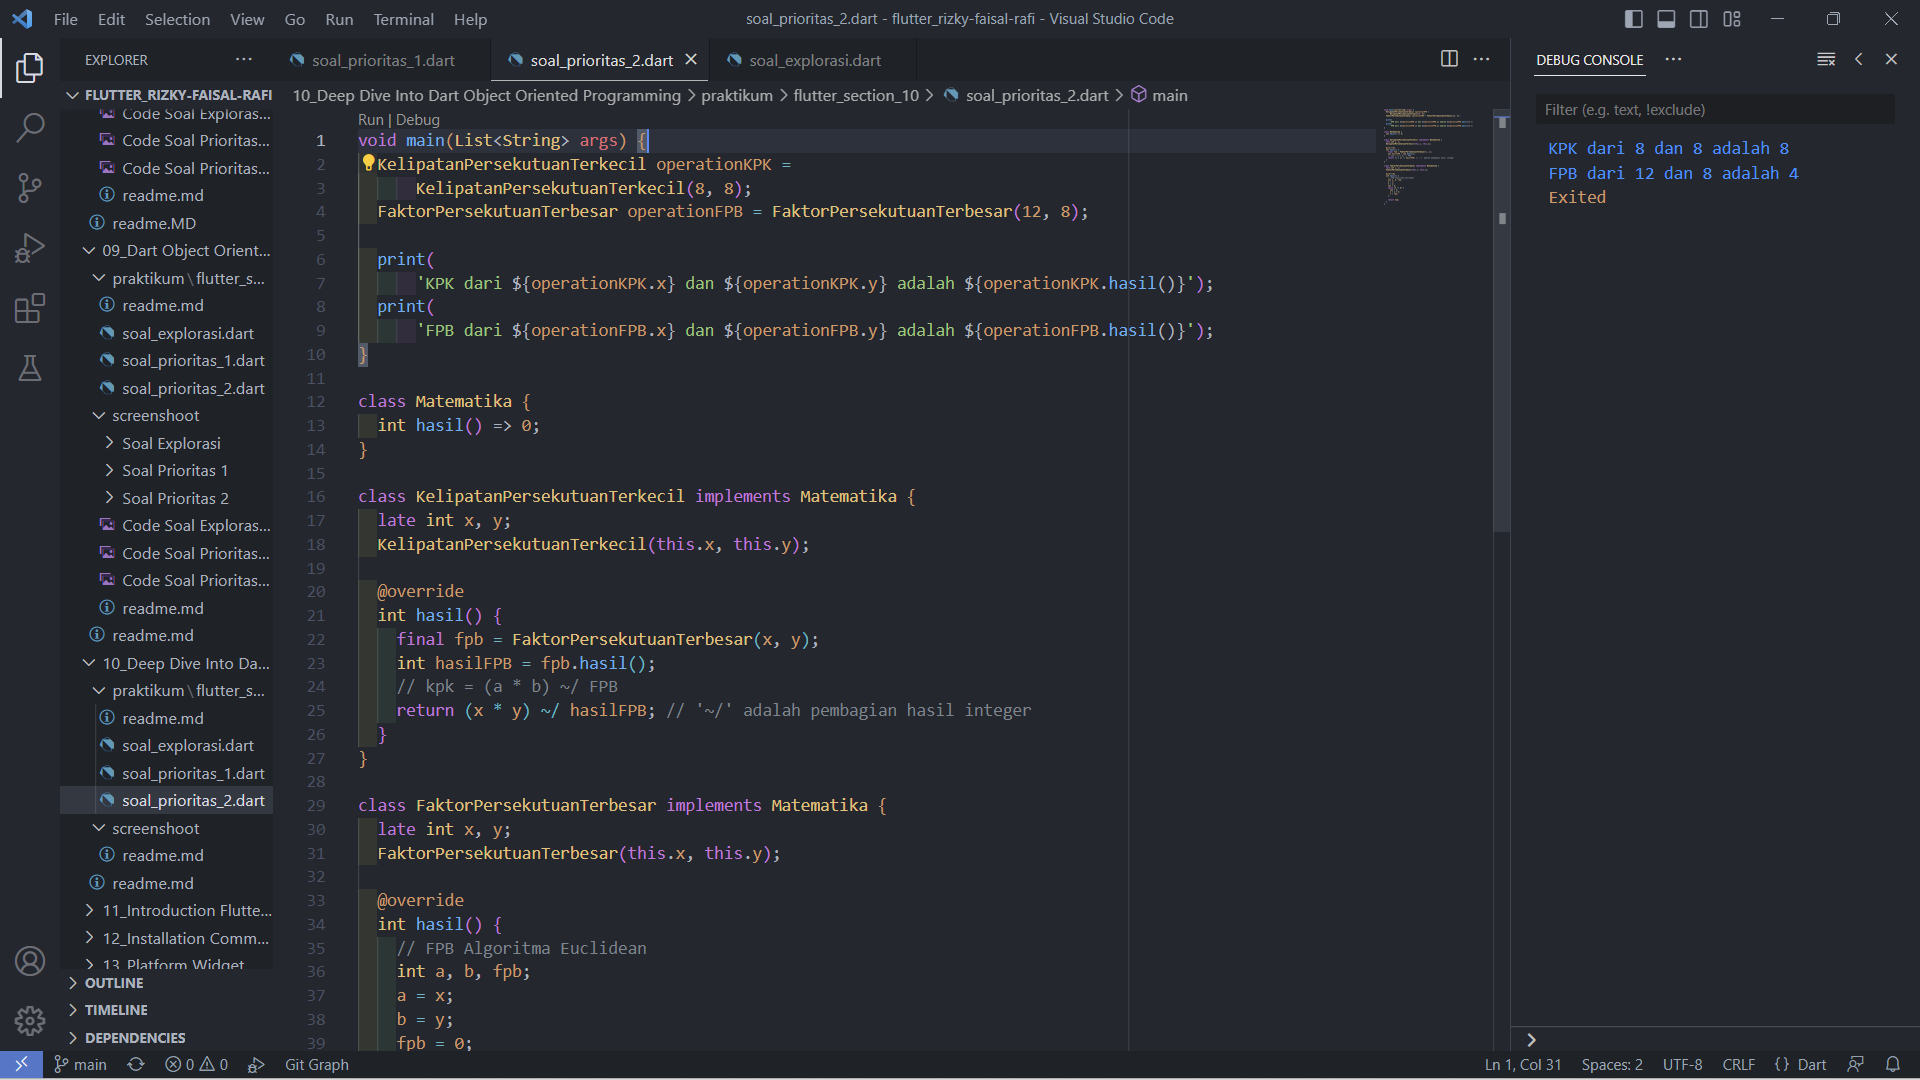 File Edit Selection View Go Run Terminal Help
soal_prioritas_2.dart - flutter_rizky-faisal-rafi - Visual Studio Code
EXPLORER
FLUTTER_RIZKY-FAISAL-RAFI
Code Soal Exploras...
Code Soal Prioritas...
Code Soal Prioritas...
readme.md
readme.MD
09_Dart Object Orient...
praktikum\flutter_s...
readme.md
soal_explorasi.dart
soal_prioritas_1.dart
soal_prioritas_2.dart
screenshoot
Soal Explorasi
Soal Prioritas 1
Soal Prioritas 2
Code Soal Exploras...
Code Soal Prioritas...
Code Soal Prioritas...
readme.md
readme.md
10_Deep Dive Into Da...
praktikum\flutter_s...
readme.md
soal_explorasi.dart
soal_prioritas_1.dart
soal_prioritas_2.dart
screenshoot
readme.md
readme.md
11_Introduction Flutte...
12_Installation Comm...
13_Platform Widget
OUTLINE
TIMELINE
DEPENDENCIES
soal_prioritas_1.dart
soal_prioritas_2.dart
soal_explorasi.dart
10_Deep Dive Into Dart Object Oriented Programming > praktikum > flutter_section_10 > soal_prioritas_2.dart > main
Run | Debug
1 void main(List<String> args) {
2 KelipatanPersekutuanTerkecil operationKPK =
3 KelipatanPersekutuanTerkecil(8, 8);
4 FaktorPersekutuanTerbesar operationFPB = FaktorPersekutuanTerbesar(12, 8);
5
6 print(
7 'KPK dari ${operationKPK.x} dan ${operationKPK.y} adalah ${operationKPK.hasil()}');
8 print(
9 'FPB dari ${operationFPB.x} dan ${operationFPB.y} adalah ${operationFPB.hasil()}');
10 }
11
12 class Matematika {
13 int hasil() => 0;
14 }
15
16 class KelipatanPersekutuanTerkecil implements Matematika {
17 late int x, y;
18 KelipatanPersekutuanTerkecil(this.x, this.y);
19
20 @override
21 int hasil() {
22 final fpb = FaktorPersekutuanTerbesar(x, y);
23 int hasilFPB = fpb.hasil();
24 // kpk = (a * b) ~/ FPB
25 return (x * y) ~/ hasilFPB; // '~/' adalah pembagian hasil integer
26 }
27 }
28
29 class FaktorPersekutuanTerbesar implements Matematika {
30 late int x, y;
31 FaktorPersekutuanTerbesar(this.x, this.y);
32
33 @override
34 int hasil() {
35 // FPB Algoritma Euclidean
36 int a, b, fpb;
37 a = x;
38 b = y;
39 fpb = 0;
DEBUG CONSOLE
Filter (e.g. text, !exclude)
KPK dari 8 dan 8 adalah 8
FPB dari 12 dan 8 adalah 4
Exited
main 0 0 Git Graph
Ln 1, Col 31 Spaces: 2 UTF-8 CRLF {} Dart